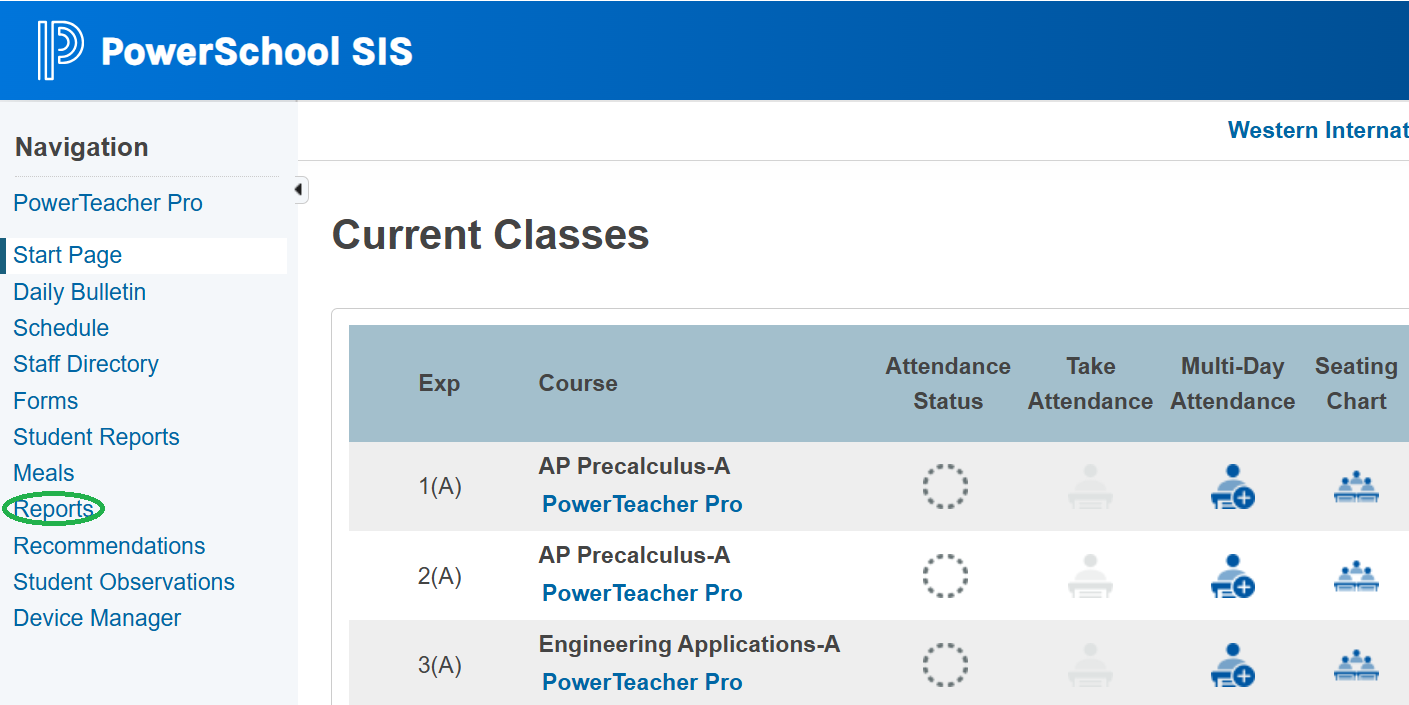 PowerSchool SIS
Navigation
PowerTeacher Pro
Start Page
Daily Bulletin
Schedule
Staff Directory
Forms
Student Reports
Meals
Reports
Recommendations
Student Observations
Device Manager
Western Internat
Current Classes
Exp Course Attendance Status Take Attendance Multi-Day Attendance Seating Chart
1(A) AP Precalculus-A
PowerTeacher Pro
2(A) AP Precalculus-A
PowerTeacher Pro
3(A) Engineering Applications-A
PowerTeacher Pro